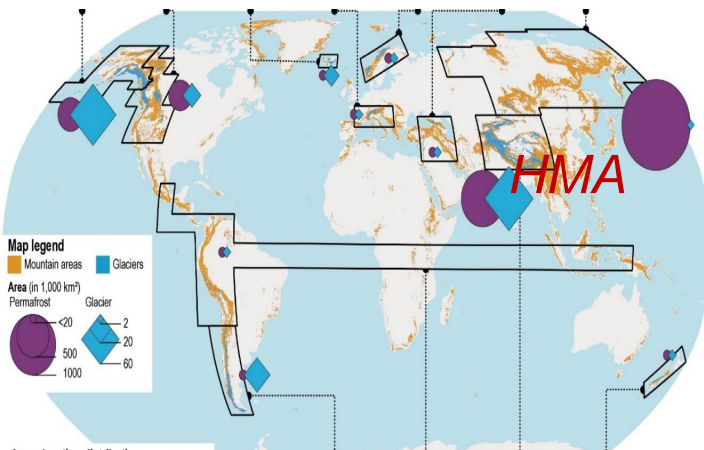 HMA
Map legend
Mountain areas Glaciers
Area (in 1,000 km²)
Permafrost Glacier
<20 2
500 20
1000 60